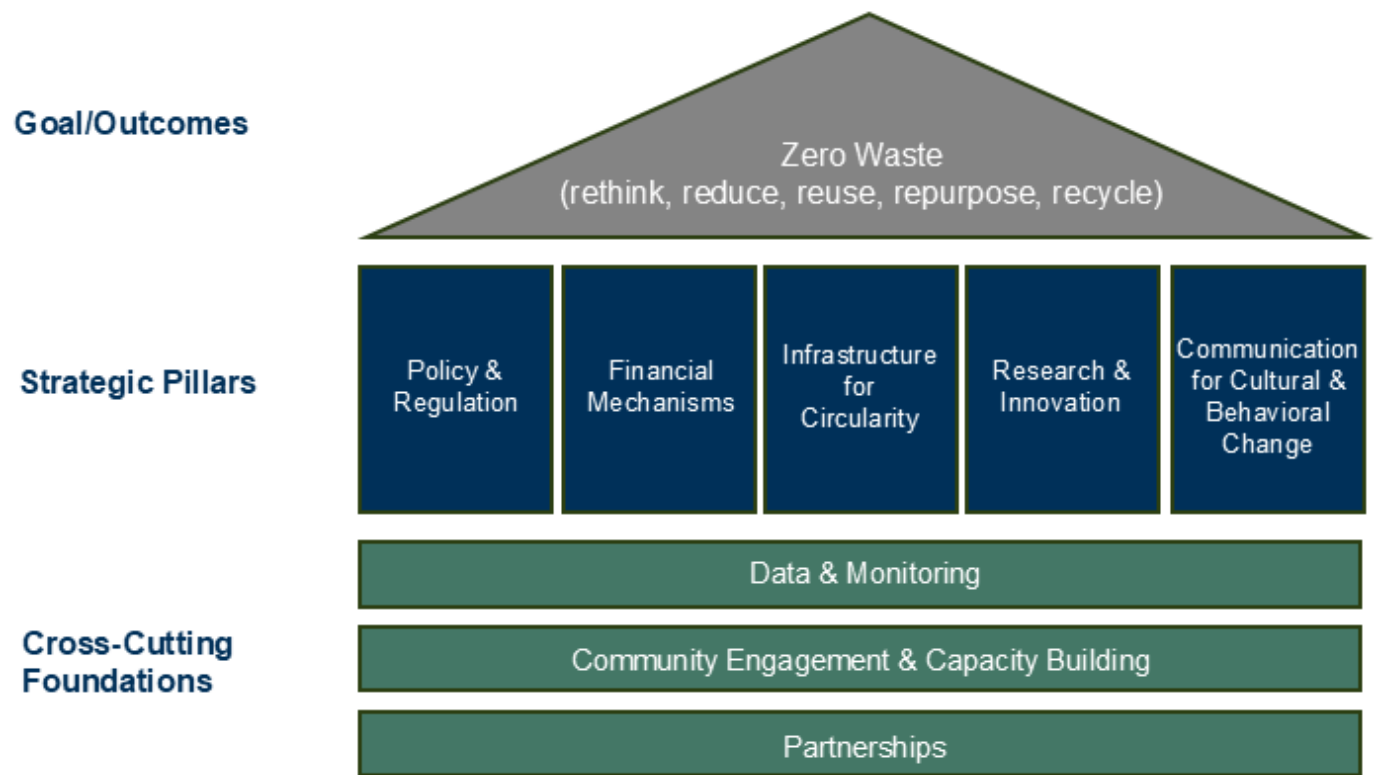 Goal/Outcomes
Zero Waste
(rethink, reduce, reuse, repurpose, recycle)
Strategic Pillars
Policy &
Regulation
Financial
Mechanisms
Infrastructure
for
Circularity
Research &
Innovation
Communication
for Cultural &
Behavioral
Change
Cross-Cutting
Foundations
Data & Monitoring
Community Engagement & Capacity Building
Partnerships